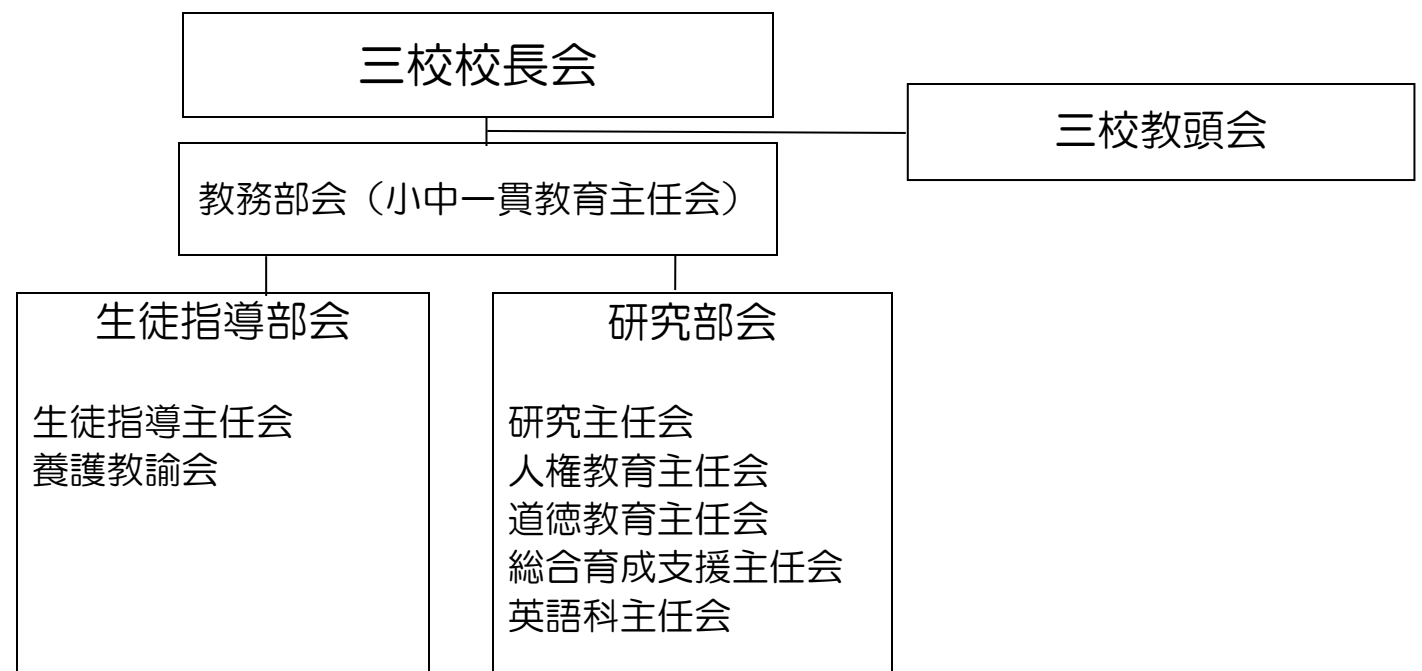 三校校長会
三校教頭会
教務部会（小中一貫教育主任会）
生徒指導部会
生徒指導主任会
養護教諭会
研究部会
研究主任会
人権教育主任会
道徳教育主任会
総合育成支援主任会
英語科主任会